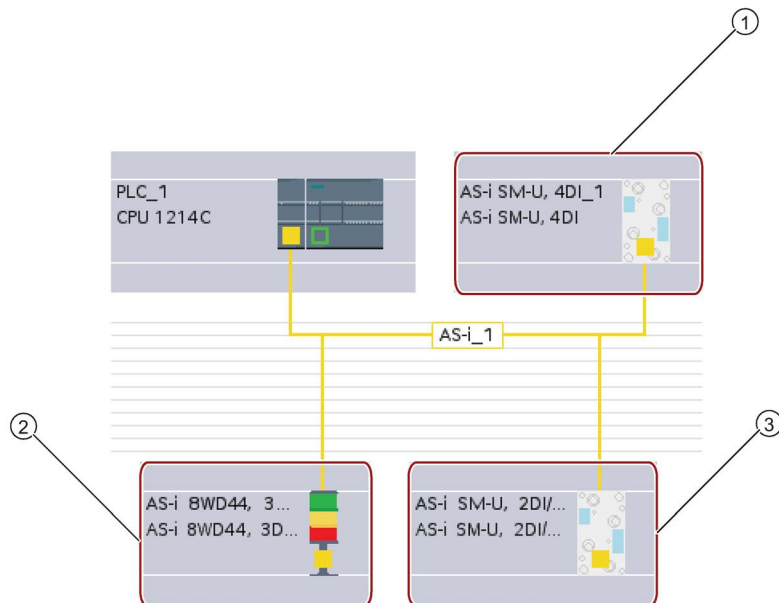 ①
PLC_1
CPU 1214C
AS-i SM-U, 4DI_1
AS-i SM-U, 4DI
AS-i_1
②
③
AS-i 8WD44, 3...
AS-i 8WD44, 3D...
AS-i SM-U, 2DI/...
AS-i SM-U, 2DI/...